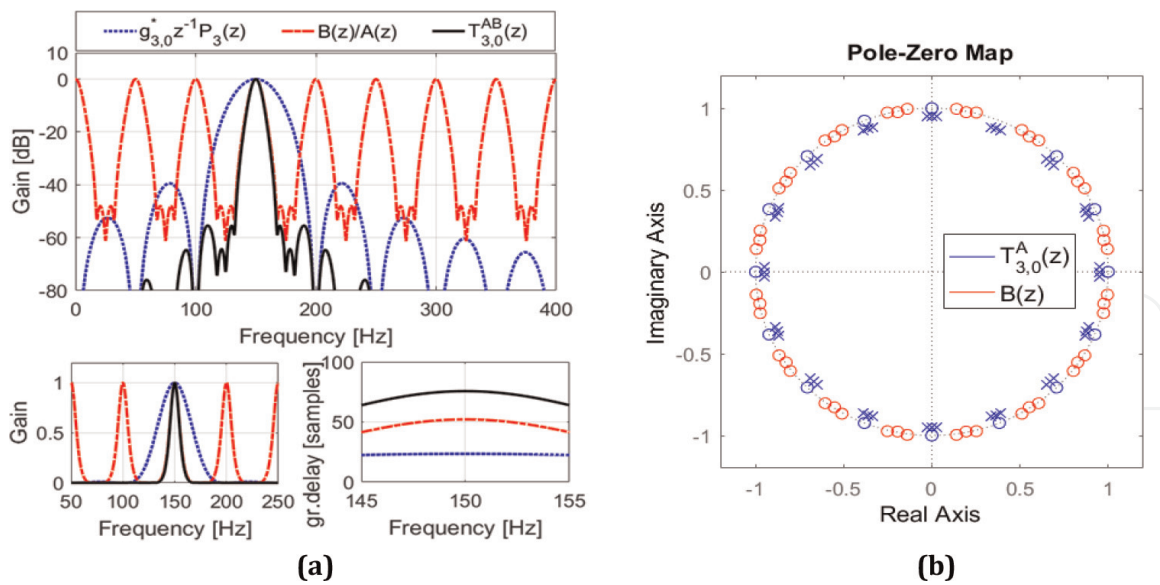 g*3,0 z-1P3(z) B(z)/A(z) TAB3,0(z)
10
0
-20
-40
-60
-80
Gain [dB]
0 100 200 300 400
Frequency [Hz]
1
0.5
0
Gain
50 100 150 200 250
Frequency [Hz]
100
50
0
gr.delay [samples]
145 150 155
Frequency [Hz]
(a)
Pole-Zero Map
1
0.5
0
-0.5
-1
Imaginary Axis
TA3,0(z)
B(z)
-1 -0.5 0 0.5 1
Real Axis
(b)